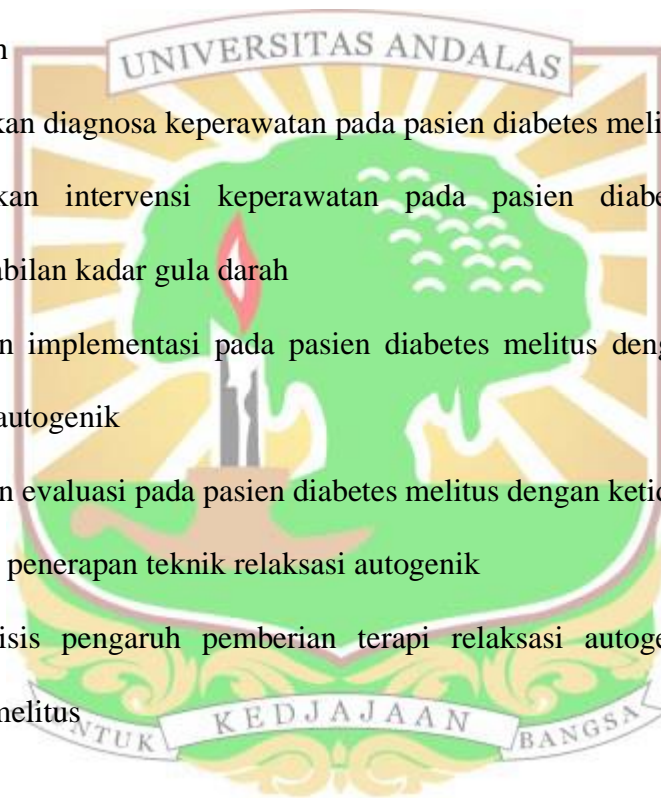 UNIVERSITAS ANDALAS
kan diagnosa keperawatan pada pasien diabetes meli
kan intervensi keperawatan pada pasien diabe
abilan kadar gula darah
n implementasi pada pasien diabetes melitus deng
autogenik
n evaluasi pada pasien diabetes melitus dengan ketid
penerapan teknik relaksasi autogenik
isis pengaruh pemberian terapi relaksasi autoge
melitus
UNTUK KEDJAJAAN BANGSA